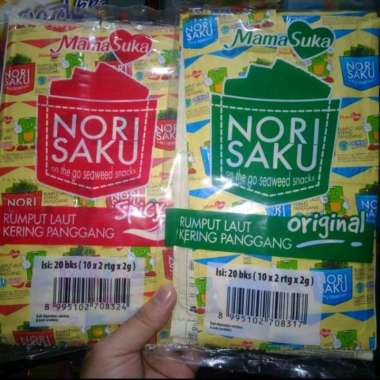 MamaSuka
NORI
SAKU
on the go seaweed snacks
spicy
RUMPUT LAUT
KERING PANGGANG
Isi: 20 bks ( 10 x 2 rtg x 2g )
8 995102 708324
MamaSuka
NORI
SAKU
on the go seaweed snacks
RUMPUT LAUT
KERING PANGGANG
original
Isi: 20 bks ( 10 x 2 rtg x 2g )
8 995102 708317